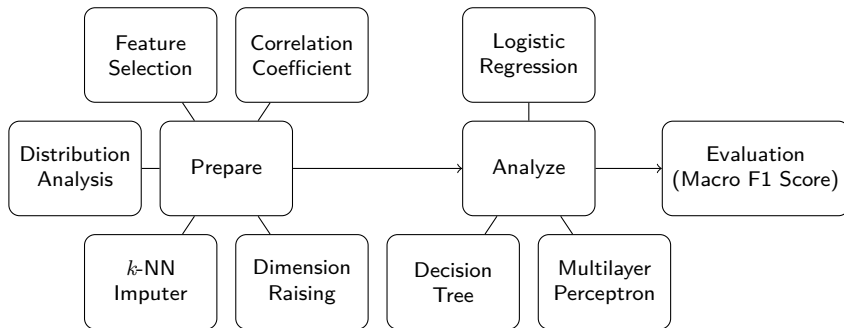 Feature
Selection
Correlation
Coefficient
Logistic
Regression
Distribution
Analysis
Prepare
Analyze
Evaluation
(Macro F1 Score)
k-NN
Imputer
Dimension
Raising
Decision
Tree
Multilayer
Perceptron